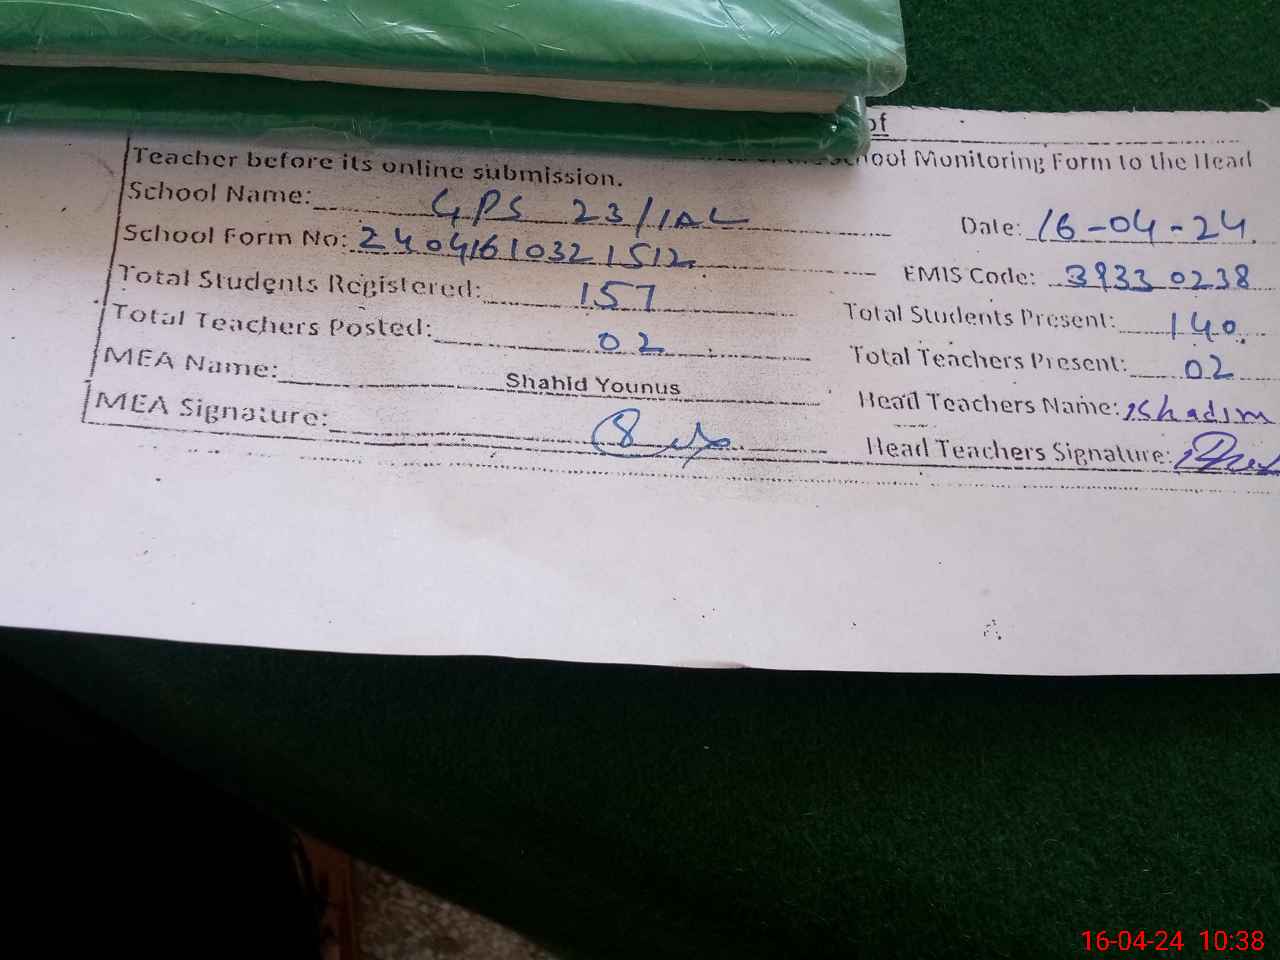 of
School Monitoring Form to the Head
Teacher before its online submission.
School Name: GPS 23/1AL Date: 16-04-24
School Form No: 2404161032 1512 EMIS Code: 39330238
Total Students Registered: 157 Total Students Present: 140
Total Teachers Posted: 02 Total Teachers Present: 02
MEA Name: Shahid Younus Head Teachers Name:
MEA Signature: Head Teachers Signature:
16-04-24 10:38